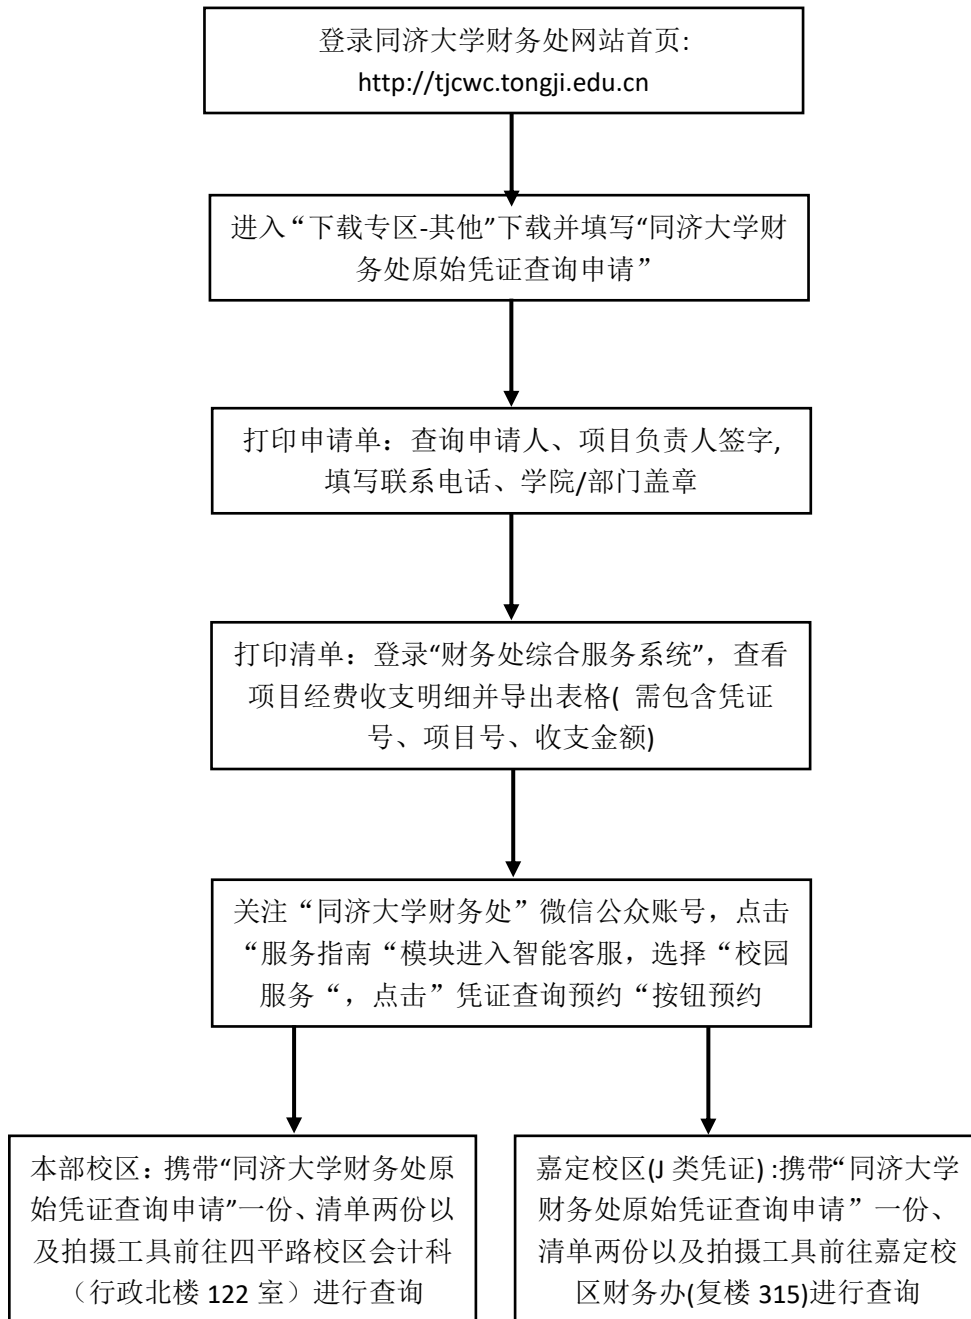 登录同济大学财务处网站首页:
http://tjcwc.tongji.edu.cn
进入“下载专区-其他”下载并填写“同济大学财
务处原始凭证查询申请”
打印申请单：查询申请人、项目负责人签字,
填写联系电话、学院/部门盖章
打印清单：登录“财务处综合服务系统”，查看
项目经费收支明细并导出表格( 需包含凭证
号、项目号、收支金额)
关注“同济大学财务处”微信公众账号，点击
“服务指南“模块进入智能客服，选择“校园
服务“，点击”凭证查询预约“按钮预约
本部校区：携带“同济大学财务处原
始凭证查询申请”一份、清单两份以
及拍摄工具前往四平路校区会计科
（行政北楼 122 室）进行查询
嘉定校区(J 类凭证) :携带“同济大学
财务处原始凭证查询申请”一份、
清单两份以及拍摄工具前往嘉定校
区财务办(复楼 315)进行查询